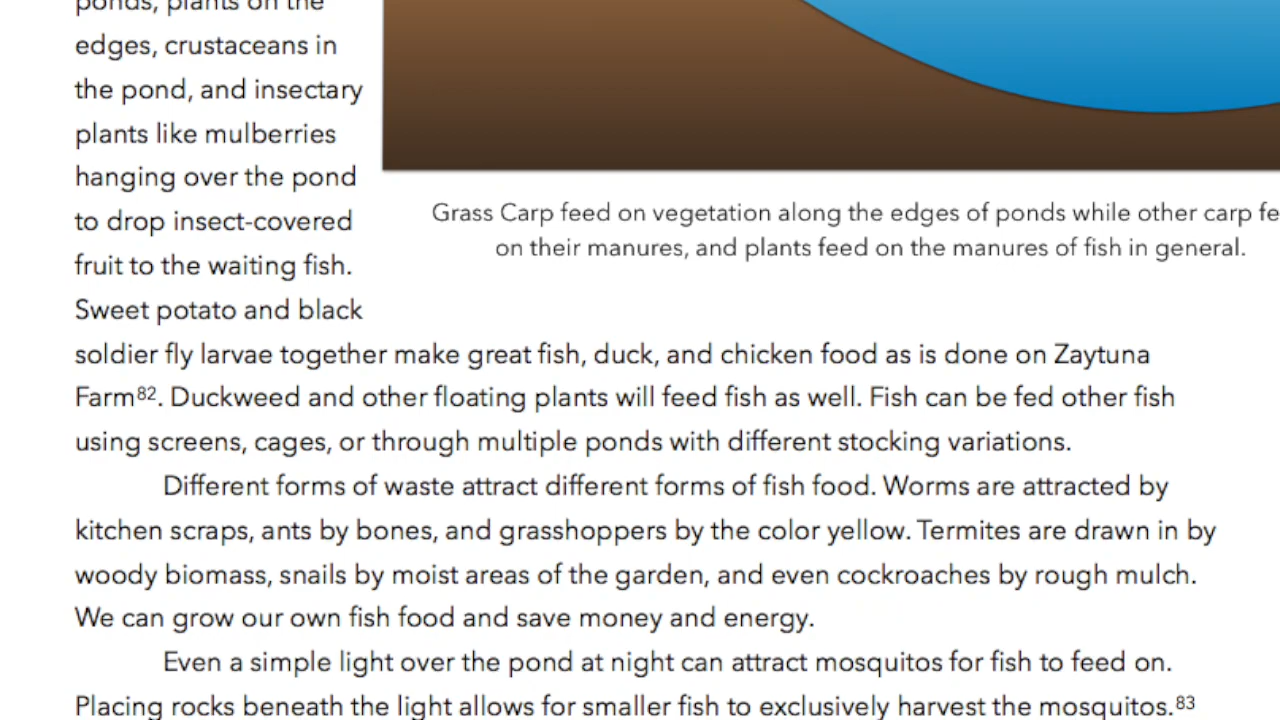 ponds, plants on the
edges, crustaceans in
the pond, and insectary
plants like mulberries
hanging over the pond
to drop insect-covered
fruit to the waiting fish.
Sweet potato and black
Grass Carp feed on vegetation along the edges of ponds while other carp fe
on their manures, and plants feed on the manures of fish in general.
soldier fly larvae together make great fish, duck, and chicken food as is done on Zaytuna
Farm82. Duckweed and other floating plants will feed fish as well. Fish can be fed other fish
using screens, cages, or through multiple ponds with different stocking variations.
Different forms of waste attract different forms of fish food. Worms are attracted by
kitchen scraps, ants by bones, and grasshoppers by the color yellow. Termites are drawn in by
woody biomass, snails by moist areas of the garden, and even cockroaches by rough mulch.
We can grow our own fish food and save money and energy.
Even a simple light over the pond at night can attract mosquitos for fish to feed on.
Placing rocks beneath the light allows for smaller fish to exclusively harvest the mosquitos.83